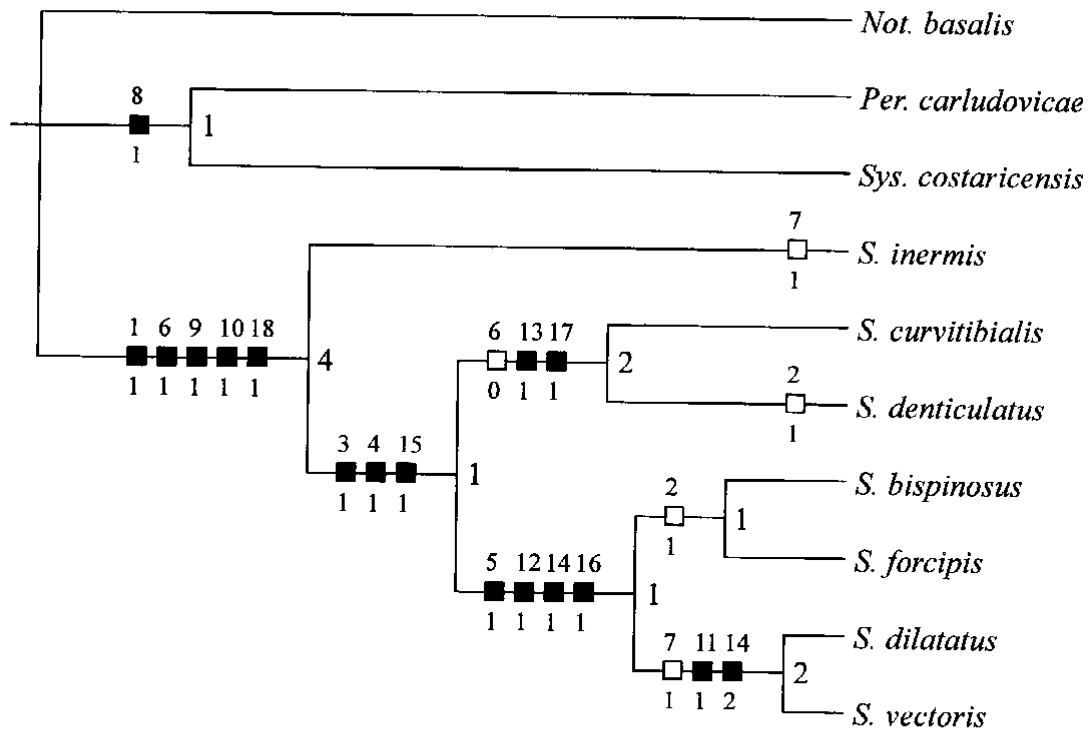 Not. basalis
8
Per. carludovicae
1
1
Sys. costaricensis
7
S. inermis
1
1 6 9 10 18
6 13 17
S. curvitibialis
4
2
1 1 1 1 1
0 1 1
2
S. denticulatus
1
3 4 15
1
1 1 1
2
S. bispinosus
1
1
5 12 14 16
S. forcipis
1
1 1 1 1
7 11 14
S. dilatatus
2
1 1 2
S. vectoris